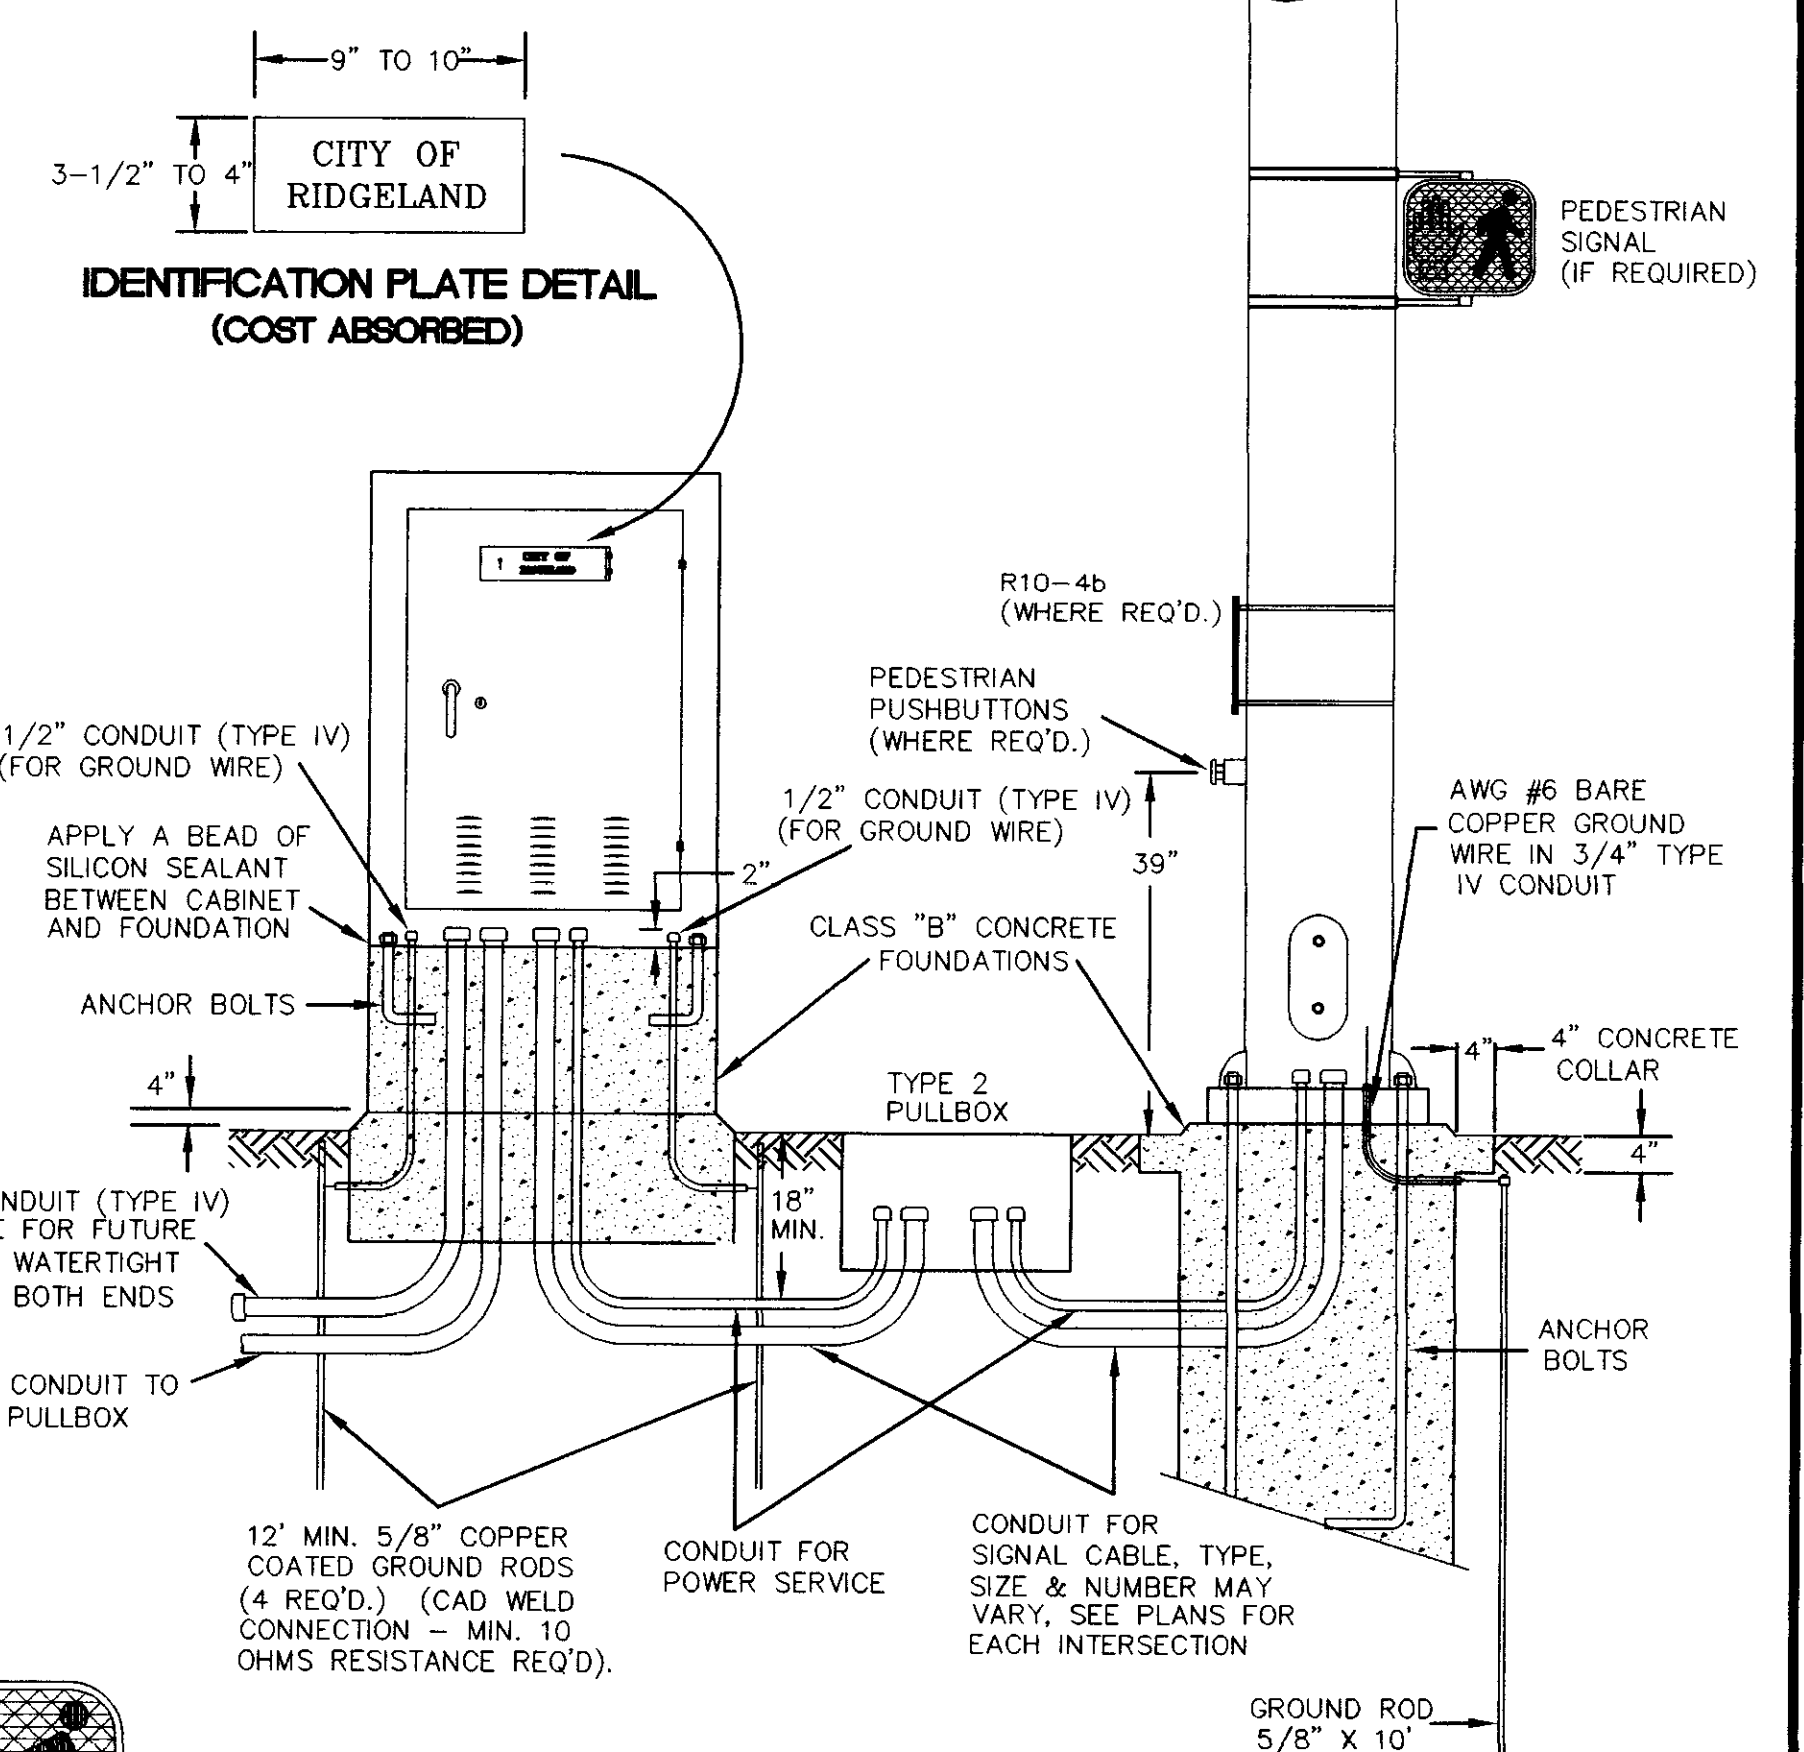 9" TO 10"
3-1/2" TO 4"
CITY OF
RIDGELAND
IDENTIFICATION PLATE DETAIL
(COST ABSORBED)
PEDESTRIAN
SIGNAL
(IF REQUIRED)
CITY OF
R10-4b
(WHERE REQ'D.)
PEDESTRIAN
PUSHBUTTONS
(WHERE REQ'D.)
39"
1/2" CONDUIT (TYPE IV)
(FOR GROUND WIRE)
APPLY A BEAD OF
SILICON SEALANT
BETWEEN CABINET
AND FOUNDATION
ANCHOR BOLTS
4"
1/2" CONDUIT (TYPE IV)
(FOR GROUND WIRE)
2"
CLASS "B" CONCRETE
FOUNDATIONS
AWG #6 BARE
COPPER GROUND
WIRE IN 3/4" TYPE
IV CONDUIT
4"
4" CONCRETE
COLLAR
4"
TYPE 2
PULLBOX
18"
MIN.
(TYPE IV)
FOR FUTURE
WATERTIGHT
BOTH ENDS
CONDUIT TO
PULLBOX
ANCHOR
BOLTS
12' MIN. 5/8" COPPER
COATED GROUND RODS
(4 REQ'D.) (CAD WELD
CONNECTION - MIN. 10
OHMS RESISTANCE REQ'D).
CONDUIT FOR
POWER SERVICE
CONDUIT FOR
SIGNAL CABLE, TYPE,
SIZE & NUMBER MAY
VARY, SEE PLANS FOR
EACH INTERSECTION
GROUND ROD
5/8" X 10'